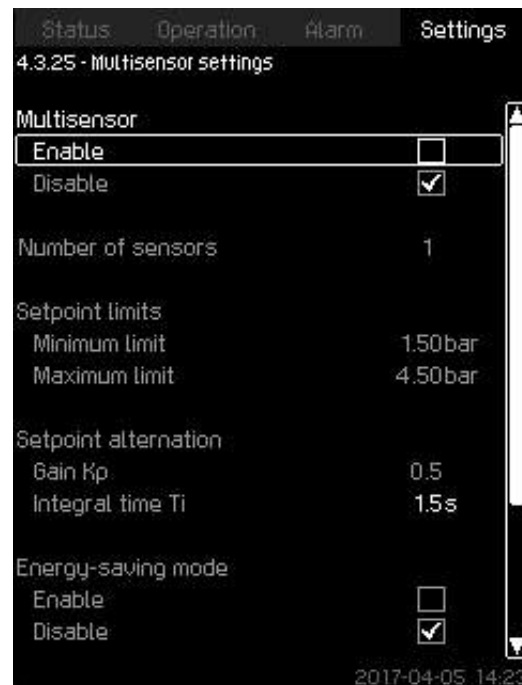 Status Operation Alarm Settings
4.3.25 - Multisensor settings
Multisensor
Enable
Disable
Number of sensors 1
Setpoint limits
Minimum limit 1.50bar
Maximum limit 4.50bar
Setpoint alternation
Gain Kp 0.5
Integral time Ti 1.5s
Energy-saving mode
Enable
Disable
2017-04-05 14:23